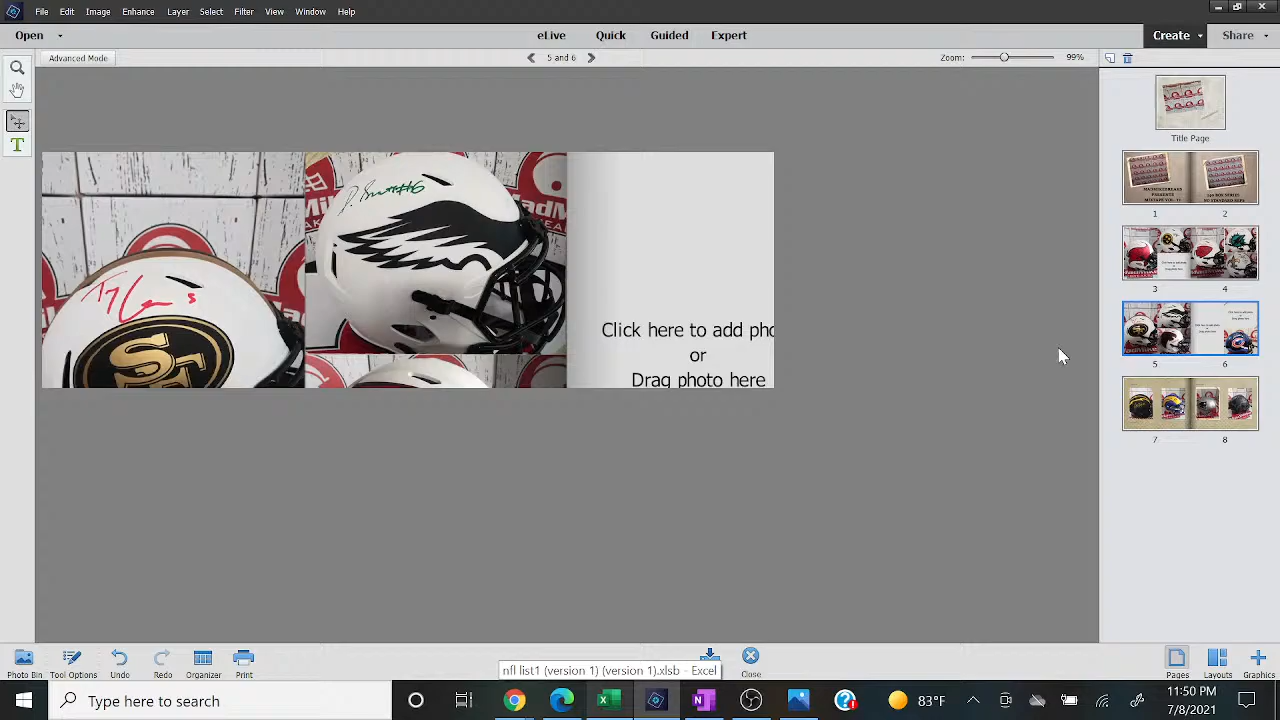 File Edit Image Enhance Layer Select Filter View Window Help
Open eLive Quick Guided Expert Create Share
Advanced Mode 5 and 6 Zoom: 99%
Title Page
1 2
3 4
5 6
7 8
Click here to add pho
or
Drag photo here
Photo Bin Tool Options Undo Redo Organizer Print Close Pages Layouts Graphics
nfl list1 (version 1) (version 1).xlsb - Excel
Type here to search
83°F
11:50 PM
7/8/2021